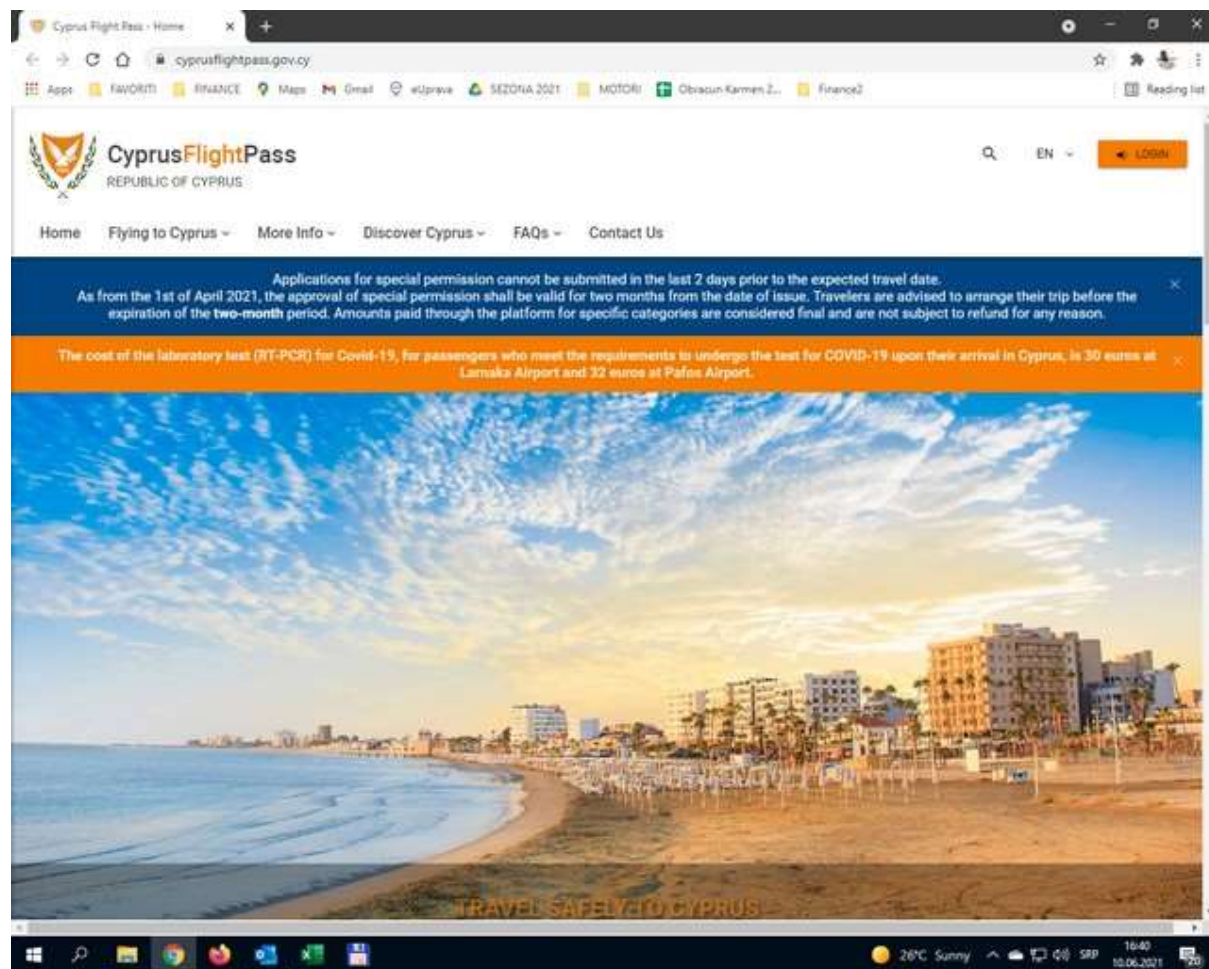 Cyprus Flight Pass - Home
cyprusflightpass.gov.cy
Apps FAVORITI FINANCE Maps Gmail eUprava SEZONA 2021 MOTORI Obracun Karmen 2... Finance2 Reading list
CyprusFlightPass
REPUBLIC OF CYPRUS
EN
LOGIN
Home Flying to Cyprus More Info Discover Cyprus FAQs Contact Us
Applications for special permission cannot be submitted in the last 2 days prior to the expected travel date.
As from the 1st of April 2021, the approval of special permission shall be valid for two months from the date of issue. Travelers are advised to arrange their trip before the
expiration of the two-month period. Amounts paid through the platform for specific categories are considered final and are not subject to refund for any reason.
The cost of the laboratory test (RT-PCR) for Covid-19, for passengers who meet the requirements to undergo the test for COVID-19 upon their arrival in Cyprus, is 30 euros at
Larnaka Airport and 32 euros at Pafos Airport.
TRAVEL SAFELY TO CYPRUS
26°C Sunny SRP 16:40
10.06.2021
20